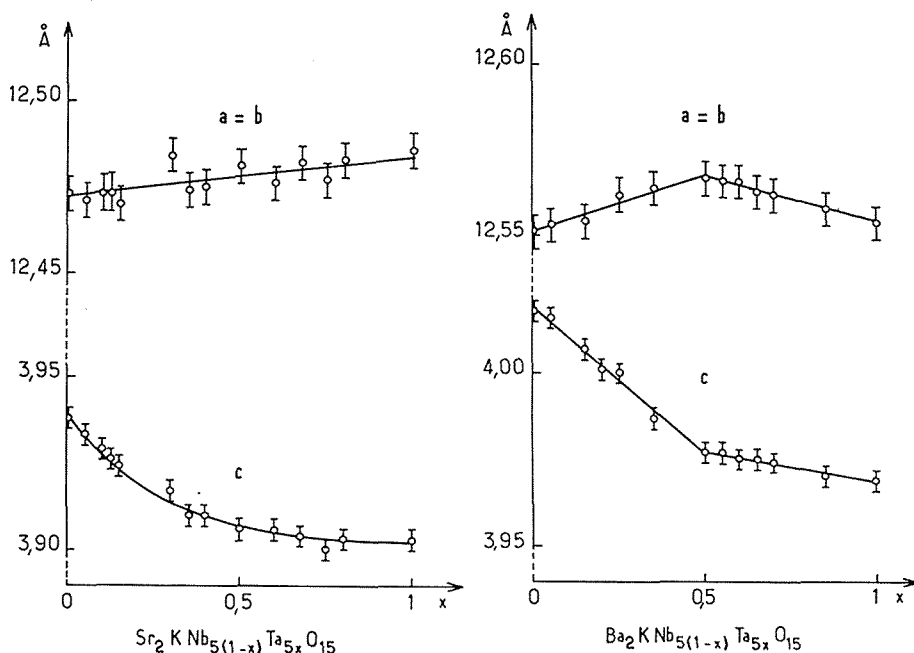 Å
12,50
a = b
12,45
3,95
c
3,90
0
0,5
1
x
Sr₂ K Nb₅₍₁₋ₓ₎ Ta₅ₓ O₁₅
Å
12,60
a = b
12,55
4,00
c
3,95
0
0,5
1
x
Ba₂ K Nb₅₍₁₋ₓ₎ Ta₅ₓ O₁₅